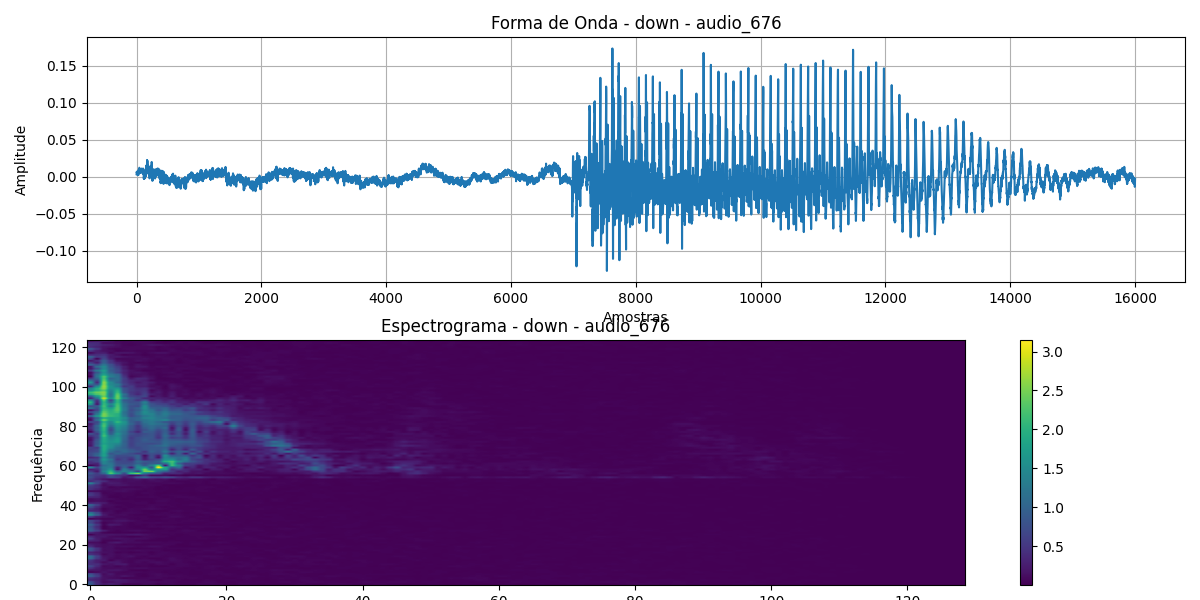 Forma de Onda - down - audio_676
0.15
0.10
0.05
0.00
−0.05
−0.10
Amplitude
0 2000 4000 6000 8000 10000 12000 14000 16000
Amostras
Espectrograma - down - audio_676
120
100
80
60
40
20
0
Frequência
3.0
2.5
2.0
1.5
1.0
0.5
0 20 40 60 80 100 120